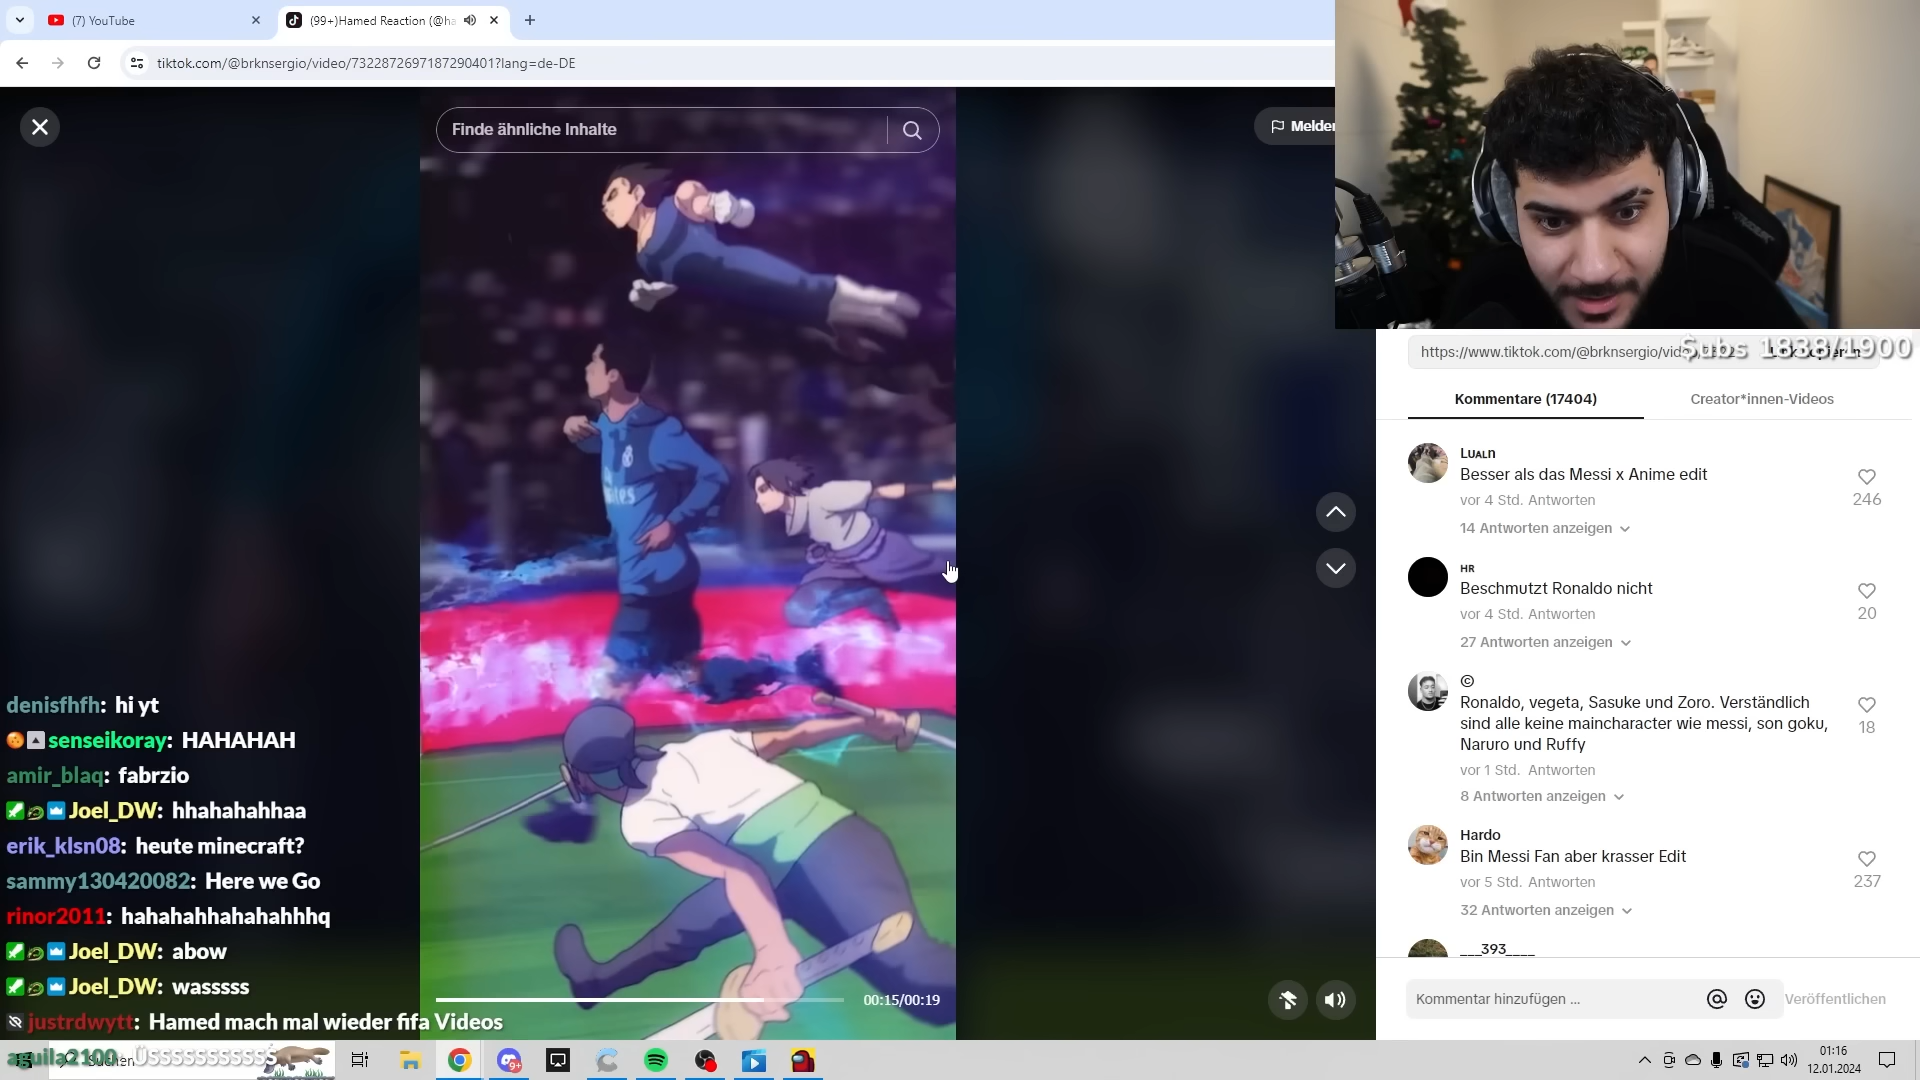 (7) YouTube
(99+)Hamed Reaction (@ha
tiktok.com/@brknsergio/video/7322872697187290401?lang=de-DE
Finde ähnliche Inhalte
Melden
Subs 1838/1900
https://www.tiktok.com/@brknsergio/vid
Kommentare (17404)
Creator*innen-Videos
LᴜᴀʟՈ
Besser als das Messi x Anime edit
vor 4 Std. Antworten
246
14 Antworten anzeigen
ʜʀ
Beschmutzt Ronaldo nicht
vor 4 Std. Antworten
20
27 Antworten anzeigen
©
Ronaldo, vegeta, Sasuke und Zoro. Verständlich
sind alle keine maincharacter wie messi, son goku,
Naruro und Ruffy
18
vor 1 Std. Antworten
8 Antworten anzeigen
Hardo
Bin Messi Fan aber krasser Edit
vor 5 Std. Antworten
237
32 Antworten anzeigen
___393____
Kommentar hinzufügen ...
Veröffentlichen
denisfhfh: hi yt
senseikoray: HAHAHAH
amir_blaq: fabrzio
Joel_DW: hhahahahhaa
erik_klsn08: heute minecraft?
sammy130420082: Here we Go
rinor2011: hahahahhahahahhhq
Joel_DW: abow
Joel_DW: wasssss
justrdwytt: Hamed mach mal wieder fifa Videos
00:15/00:19
aguila2100
Suchen
9+
01:16
12.01.2024